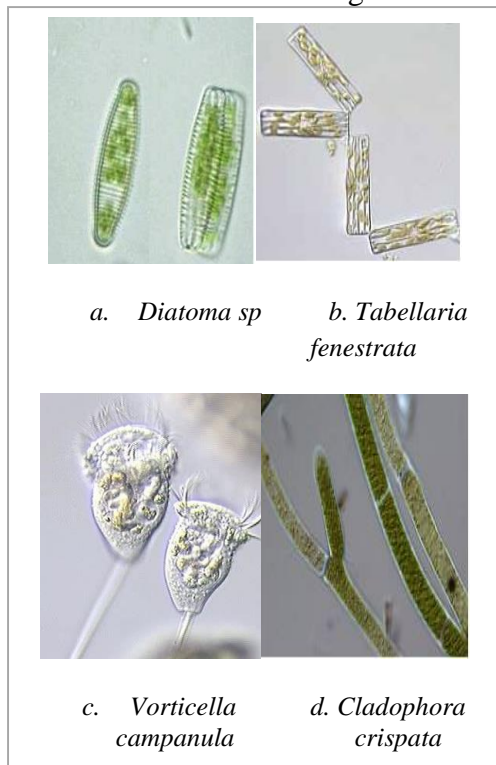 a. Diatoma sp
b. Tabellaria
fenestrata
c. Vorticella
campanula
d. Cladophora
crispata